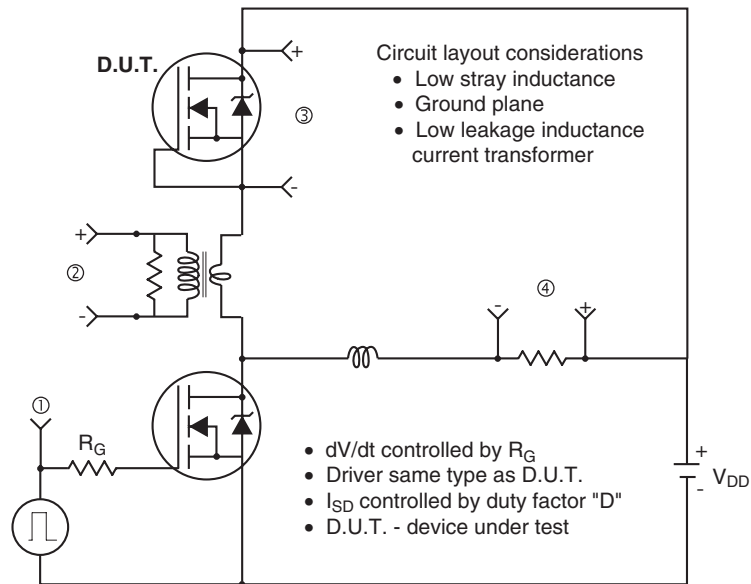 D.U.T.
+
③
-
Circuit layout considerations
• Low stray inductance
• Ground plane
• Low leakage inductance
current transformer
+
②
-
④
- +
①
R_G
• dV/dt controlled by R_G
• Driver same type as D.U.T.
• I_SD controlled by duty factor "D"
• D.U.T. - device under test
+
V_DD
-